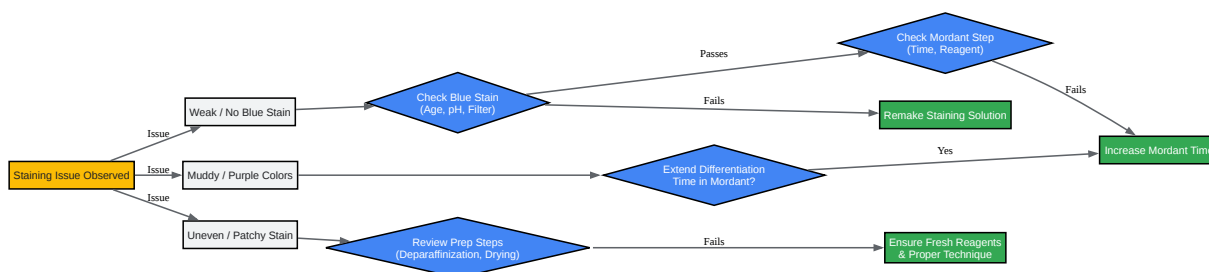 Check Mordant Step
(Time, Reagent)
Passes
Check Blue Stain
(Age, pH, Filter)
Fails
Fails
Weak / No Blue Stain
Remake Staining Solution
Issue
Increase Mordant Time
Yes
Staining Issue Observed
Issue
Muddy / Purple Colors
Extend Differentiation
Time in Mordant?
Issue
Uneven / Patchy Stain
Review Prep Steps
(Deparaffinization, Drying)
Fails
Ensure Fresh Reagents
& Proper Technique